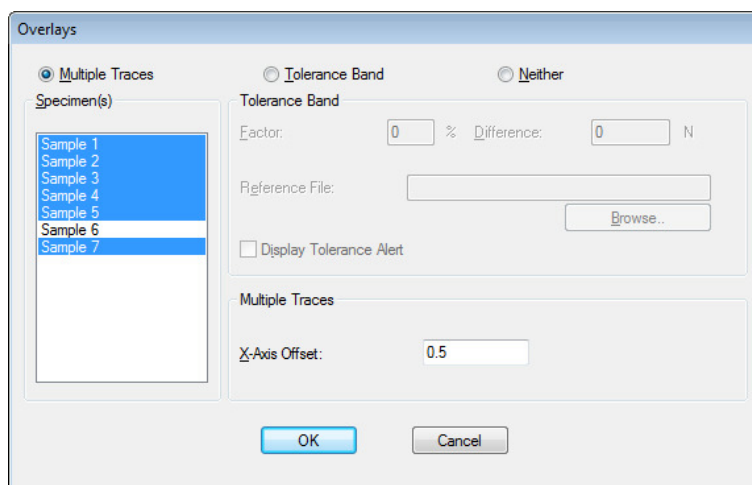 Overlays
Multiple Traces Tolerance Band Neither
Specimen(s)
Sample 1
Sample 2
Sample 3
Sample 4
Sample 5
Sample 6
Sample 7
Tolerance Band
Factor: 0 % Difference: 0 N
Reference File:
Browse..
Display Tolerance Alert
Multiple Traces
X-Axis Offset: 0.5
OK Cancel